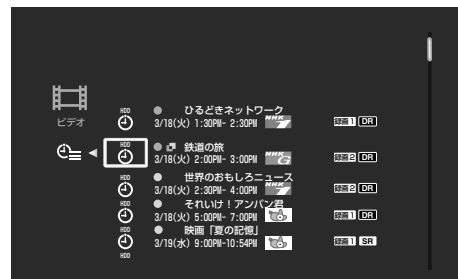 ビデオ
HDD
ひるどきネットワーク
3/18(火) 1:30PM- 2:30PM NHK
録画1 DR
HDD
鉄道の旅
3/18(火) 2:00PM- 3:00PM NHK G
録画2 DR
HDD
世界のおもしろニュース
3/18(火) 2:30PM- 4:00PM NHK
録画2 DR
HDD
それいけ！アンパン君
3/18(火) 5:00PM- 7:00PM
録画1 DR
HDD
映画「夏の記憶」
3/19(水) 9:00PM-10:54PM
録画1 SR
HDD